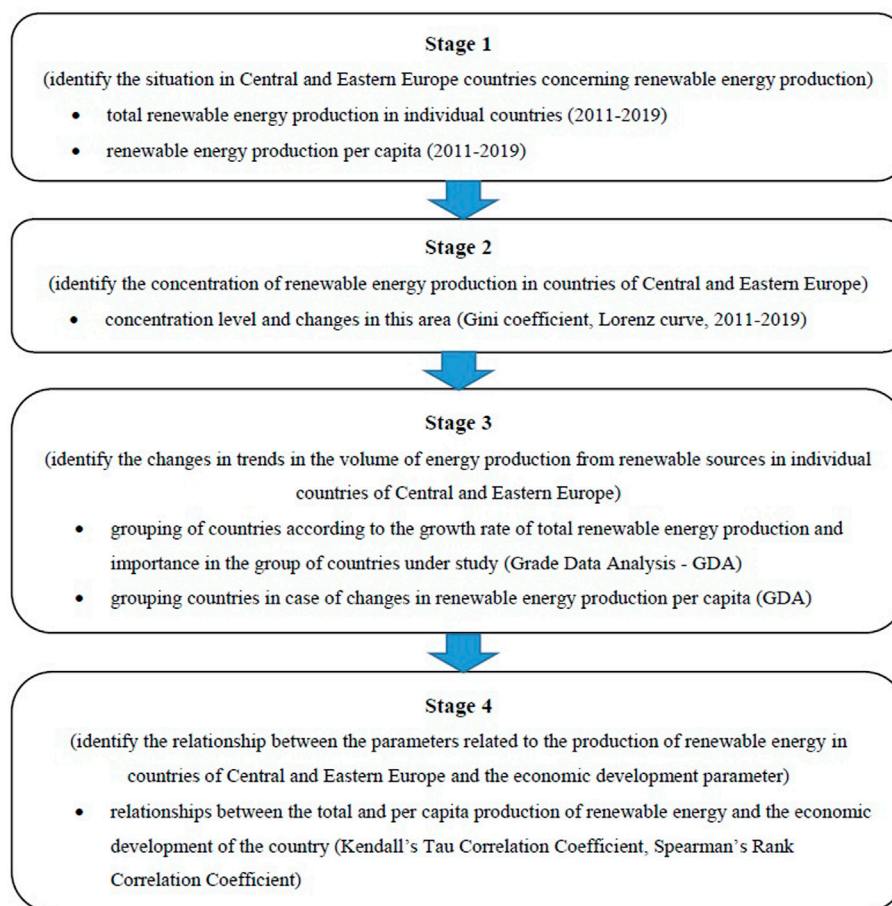 Stage 1
(identify the situation in Central and Eastern Europe countries concerning renewable energy production)
• total renewable energy production in individual countries (2011-2019)
• renewable energy production per capita (2011-2019)
Stage 2
(identify the concentration of renewable energy production in countries of Central and Eastern Europe)
• concentration level and changes in this area (Gini coefficient, Lorenz curve, 2011-2019)
Stage 3
(identify the changes in trends in the volume of energy production from renewable sources in individual
countries of Central and Eastern Europe)
• grouping of countries according to the growth rate of total renewable energy production and
importance in the group of countries under study (Grade Data Analysis - GDA)
• grouping countries in case of changes in renewable energy production per capita (GDA)
Stage 4
(identify the relationship between the parameters related to the production of renewable energy in
countries of Central and Eastern Europe and the economic development parameter)
• relationships between the total and per capita production of renewable energy and the economic
development of the country (Kendall's Tau Correlation Coefficient, Spearman's Rank
Correlation Coefficient)